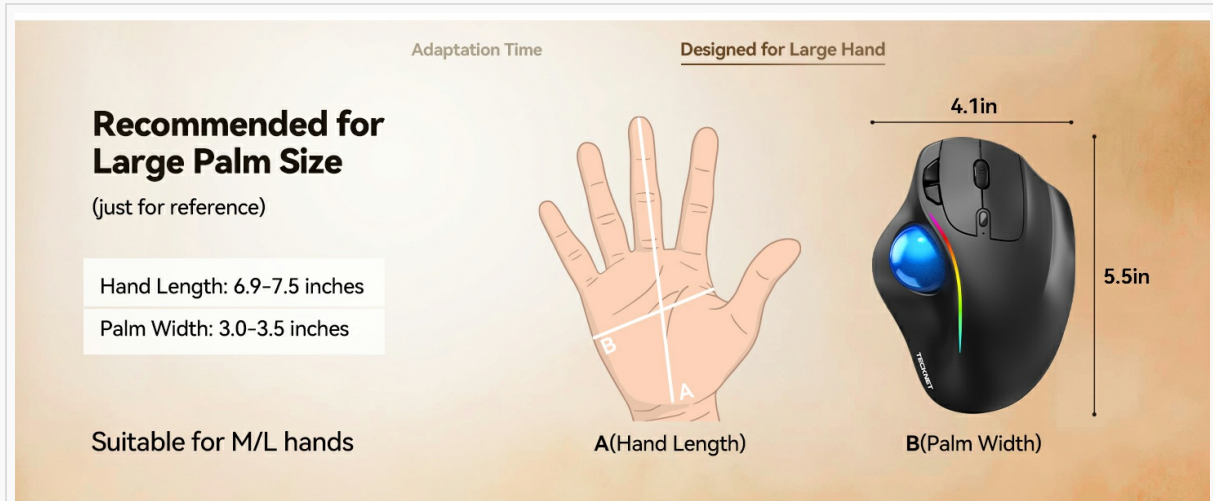 Adaptation Time
Designed for Large Hand
Recommended for
Large Palm Size
(just for reference)
Hand Length: 6.9-7.5 inches
Palm Width: 3.0-3.5 inches
Suitable for M/L hands
B
A
A(Hand Length)
4.1in
5.5in
TECKNET
B(Palm Width)